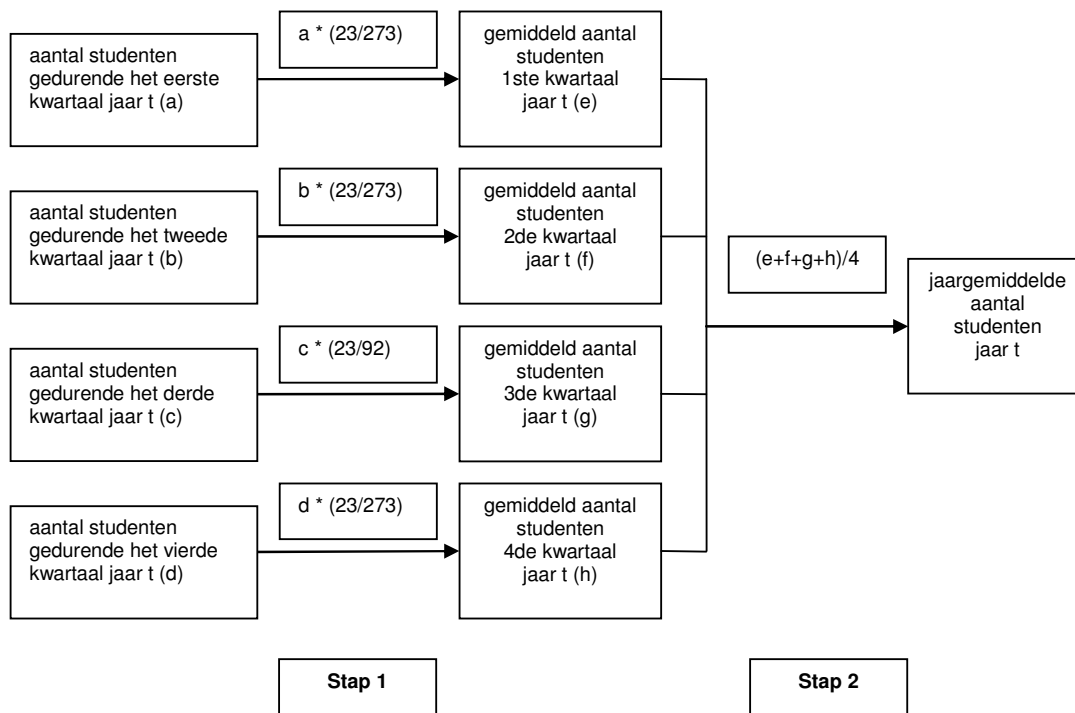 aantal studenten
gedurende het eerste
kwartaal jaar t (a)
a * (23/273)
gemiddeld aantal
studenten
1ste kwartaal
jaar t (e)
aantal studenten
gedurende het tweede
kwartaal jaar t (b)
b * (23/273)
gemiddeld aantal
studenten
2de kwartaal
jaar t (f)
aantal studenten
gedurende het derde
kwartaal jaar t (c)
c * (23/92)
gemiddeld aantal
studenten
3de kwartaal
jaar t (g)
aantal studenten
gedurende het vierde
kwartaal jaar t (d)
d * (23/273)
gemiddeld aantal
studenten
4de kwartaal
jaar t (h)
(e+f+g+h)/4
jaargemiddelde
aantal
studenten
jaar t
Stap 1
Stap 2